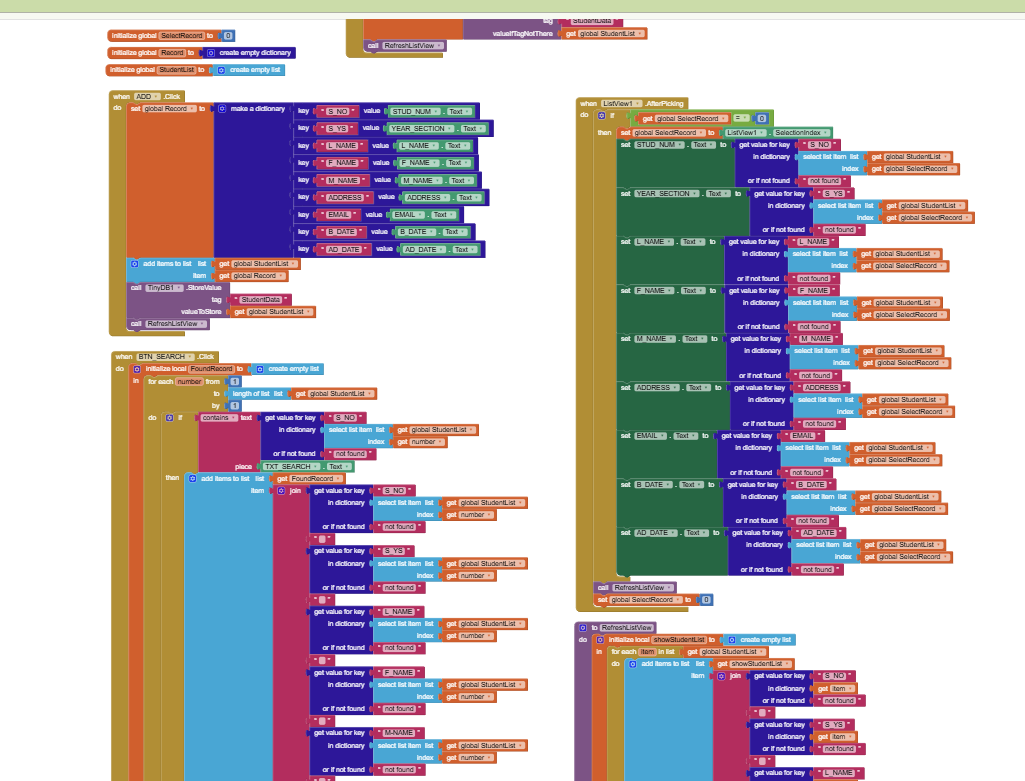 initialize global SelectRecord to 0
initialize global Record to create empty dictionary
initialize global StudentList to create empty list
tag " StudentData "
valueIfTagNotThere get global StudentList
call RefreshListView
when ADD .Click
do set global Record to make a dictionary
key " S_NO " value STUD_NUM . Text
key " S_YS " value YEAR_SECTION . Text
key " L_NAME " value L_NAME . Text
key " F_NAME " value F_NAME . Text
key " M_NAME " value M_NAME . Text
key " ADDRESS " value ADDRESS . Text
key " EMAIL " value EMAIL . Text
key " B_DATE " value B_DATE . Text
key " AD_DATE " value AD_DATE . Text
add items to list list get global StudentList
item get global Record
call TinyDB1 .StoreValue
tag " StudentData "
valueToStore get global StudentList
call RefreshListView
when BTN_SEARCH .Click
do initialize local FoundRecord to create empty list
in for each number from 1
to length of list list get global StudentList
by 1
do if contains text get value for key " S_NO "
in dictionary select list item list get global StudentList
index get number
or if not found " not found "
piece TXT_SEARCH . Text
then add items to list list get FoundRecord
item join get value for key " S_NO "
in dictionary select list item list get global StudentList
index get number
or if not found " not found "
" "
get value for key " S_YS "
in dictionary select list item list get global StudentList
index get number
or if not found " not found "
" "
get value for key " L_NAME "
in dictionary select list item list get global StudentList
index get number
or if not found " not found "
" "
get value for key " F_NAME "
in dictionary select list item list get global StudentList
index get number
or if not found " not found "
" "
get value for key " M-NAME "
in dictionary select list item list get global StudentList
index get number
or if not found " not found "
when ListView1 .AfterPicking
do if get global SelectRecord = 0
then set global SelectRecord to ListView1 . SelectionIndex
set STUD_NUM . Text to get value for key " S_NO "
in dictionary select list item list get global StudentList
index get global SelectRecord
or if not found " not found "
set YEAR_SECTION . Text to get value for key " S_YS "
in dictionary select list item list get global StudentList
index get global SelectRecord
or if not found " not found "
set L_NAME . Text to get value for key " L_NAME "
in dictionary select list item list get global StudentList
index get global SelectRecord
or if not found " not found "
set F_NAME . Text to get value for key " F_NAME "
in dictionary select list item list get global StudentList
index get global SelectRecord
or if not found " not found "
set M_NAME . Text to get value for key " M_NAME "
in dictionary select list item list get global StudentList
index get global SelectRecord
or if not found " not found "
set ADDRESS . Text to get value for key " ADDRESS "
in dictionary select list item list get global StudentList
index get global SelectRecord
or if not found " not found "
set EMAIL . Text to get value for key " EMAIL "
in dictionary select list item list get global StudentList
index get global SelectRecord
or if not found " not found "
set B_DATE . Text to get value for key " B_DATE "
in dictionary select list item list get global StudentList
index get global SelectRecord
or if not found " not found "
set AD_DATE . Text to get value for key " AD_DATE "
in dictionary select list item list get global StudentList
index get global SelectRecord
or if not found " not found "
call RefreshListView
set global SelectRecord to 0
to RefreshListView
do initialize local showStudentList to create empty list
in for each item in list get global StudentList
do add items to list list get showStudentList
item join get value for key " S_NO "
in dictionary get item
or if not found " not found "
" "
get value for key " S_YS "
in dictionary get item
or if not found " not found "
" "
get value for key " L_NAME "